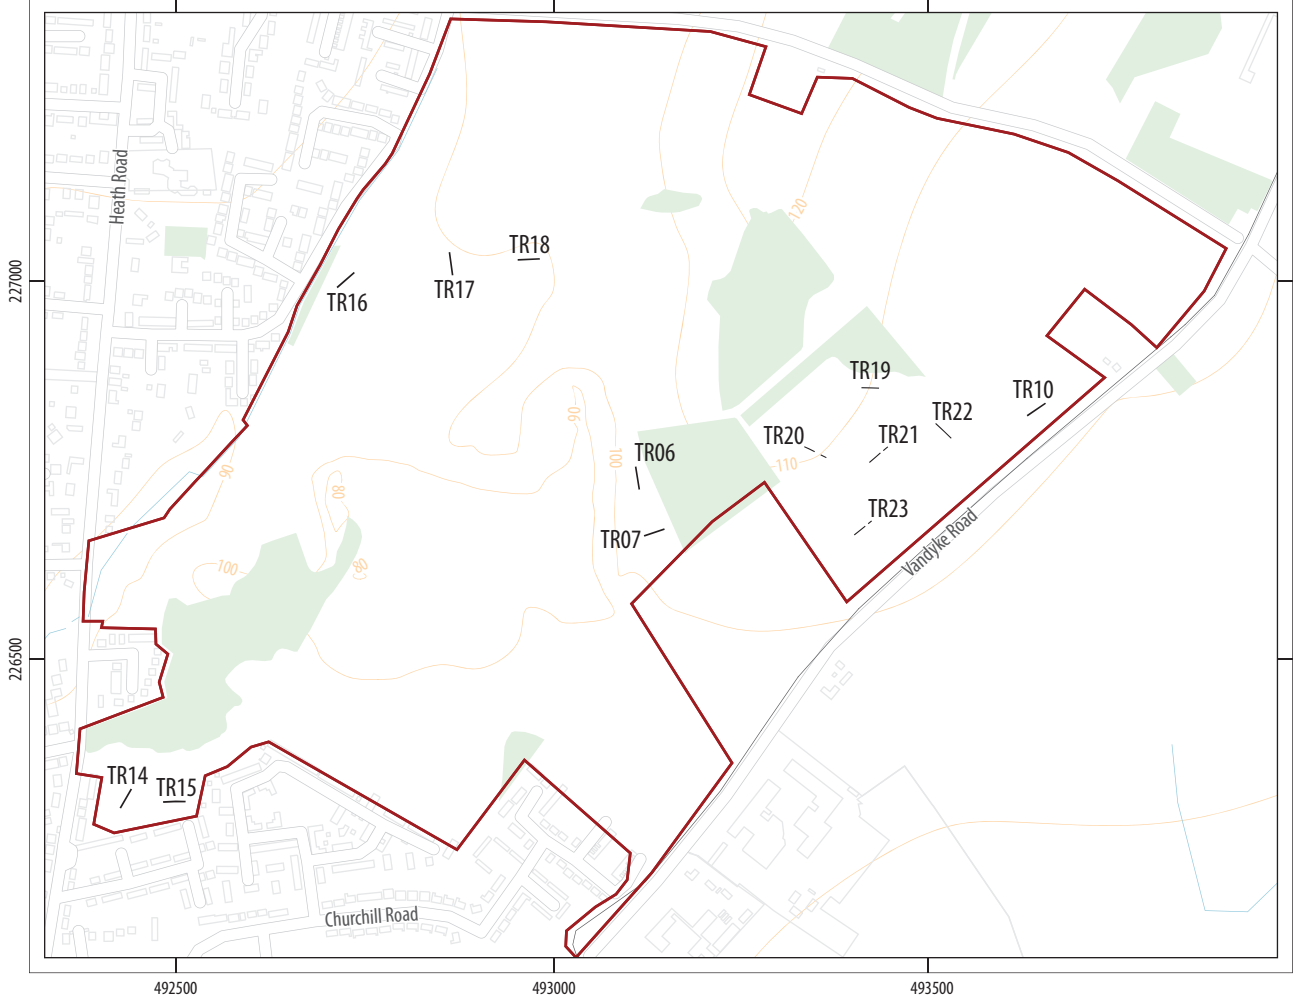 Heath Road
120
TR18
227000
TR17
TR16
TR19
TR10
90
TR22
TR21
TR20
TR06
100
110
90
80
TR23
TR07
Vandyke Road
100
80
226500
TR14
TR15
Churchill Road
492500
493000
493500